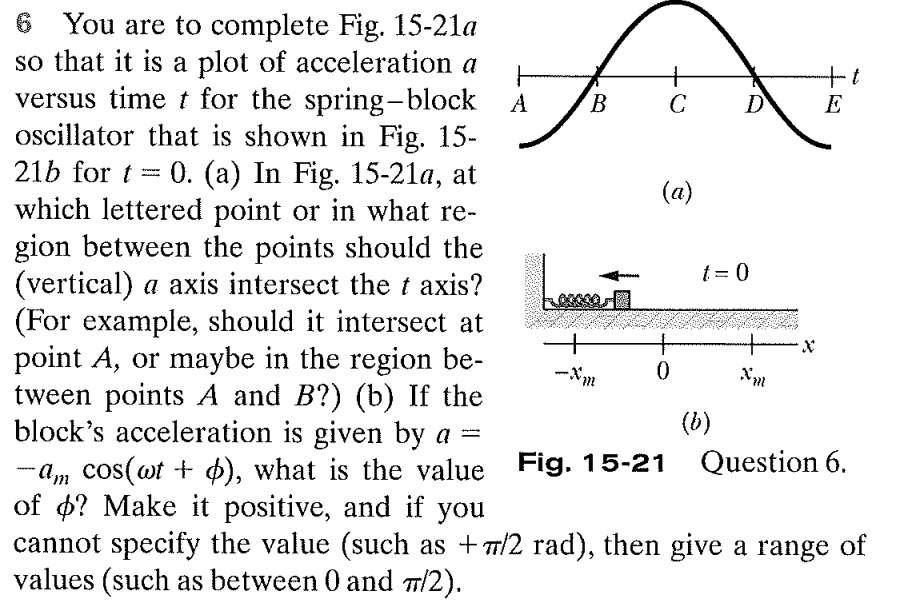 6 You are to complete Fig. 15-21a
so that it is a plot of acceleration a
versus time t for the spring–block
oscillator that is shown in Fig. 15-
21b for t = 0. (a) In Fig. 15-21a, at
which lettered point or in what re-
gion between the points should the
(vertical) a axis intersect the t axis?
(For example, should it intersect at
point A, or maybe in the region be-
tween points A and B?) (b) If the
block's acceleration is given by a =
−aₘ cos(ωt + ϕ), what is the value
of ϕ? Make it positive, and if you
cannot specify the value (such as +π/2 rad), then give a range of
values (such as between 0 and π/2).
t
A B C D E
(a)
t = 0
x
−xₘ 0 xₘ
(b)
Fig. 15-21 Question 6.